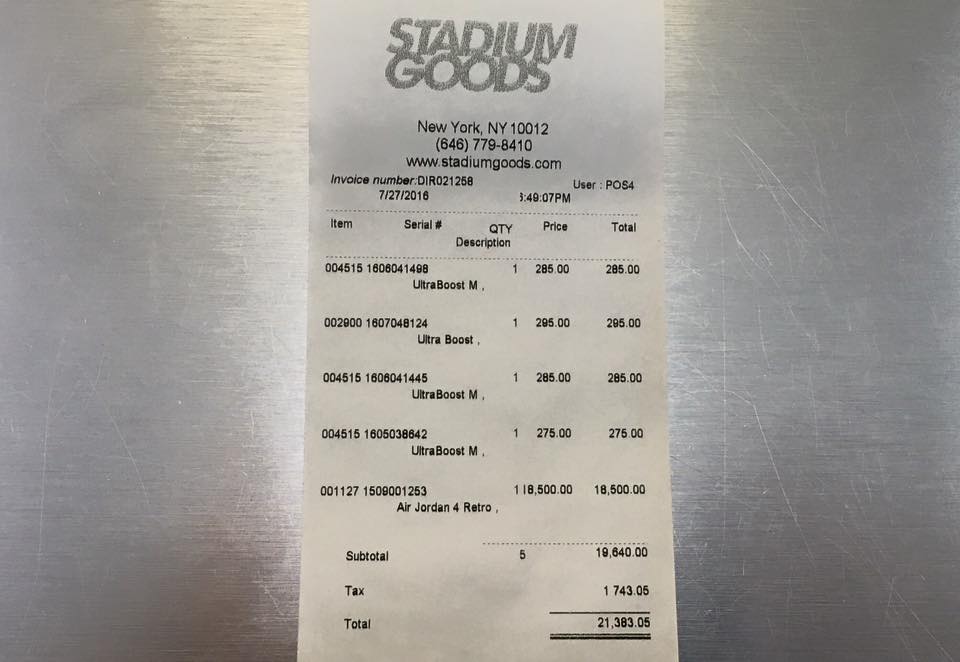 STADIUM
GOODS
New York, NY 10012
(646) 779-8410
www.stadiumgoods.com
Invoice number:DIR021258 User : POS4
7/27/2016 :49:07PM
Item Serial # QTY Price Total
Description
004515 1606041498 1 285.00 285.00
UltraBoost M ,
002900 1607048124 1 295.00 295.00
Ultra Boost ,
004515 1606041445 1 285.00 285.00
UltraBoost M ,
004515 1605038642 1 275.00 275.00
UltraBoost M ,
001127 1509001253 1 18,500.00 18,500.00
Air Jordan 4 Retro ,
Subtotal 5 19,640.00
Tax 1 743.05
Total 21,383.05